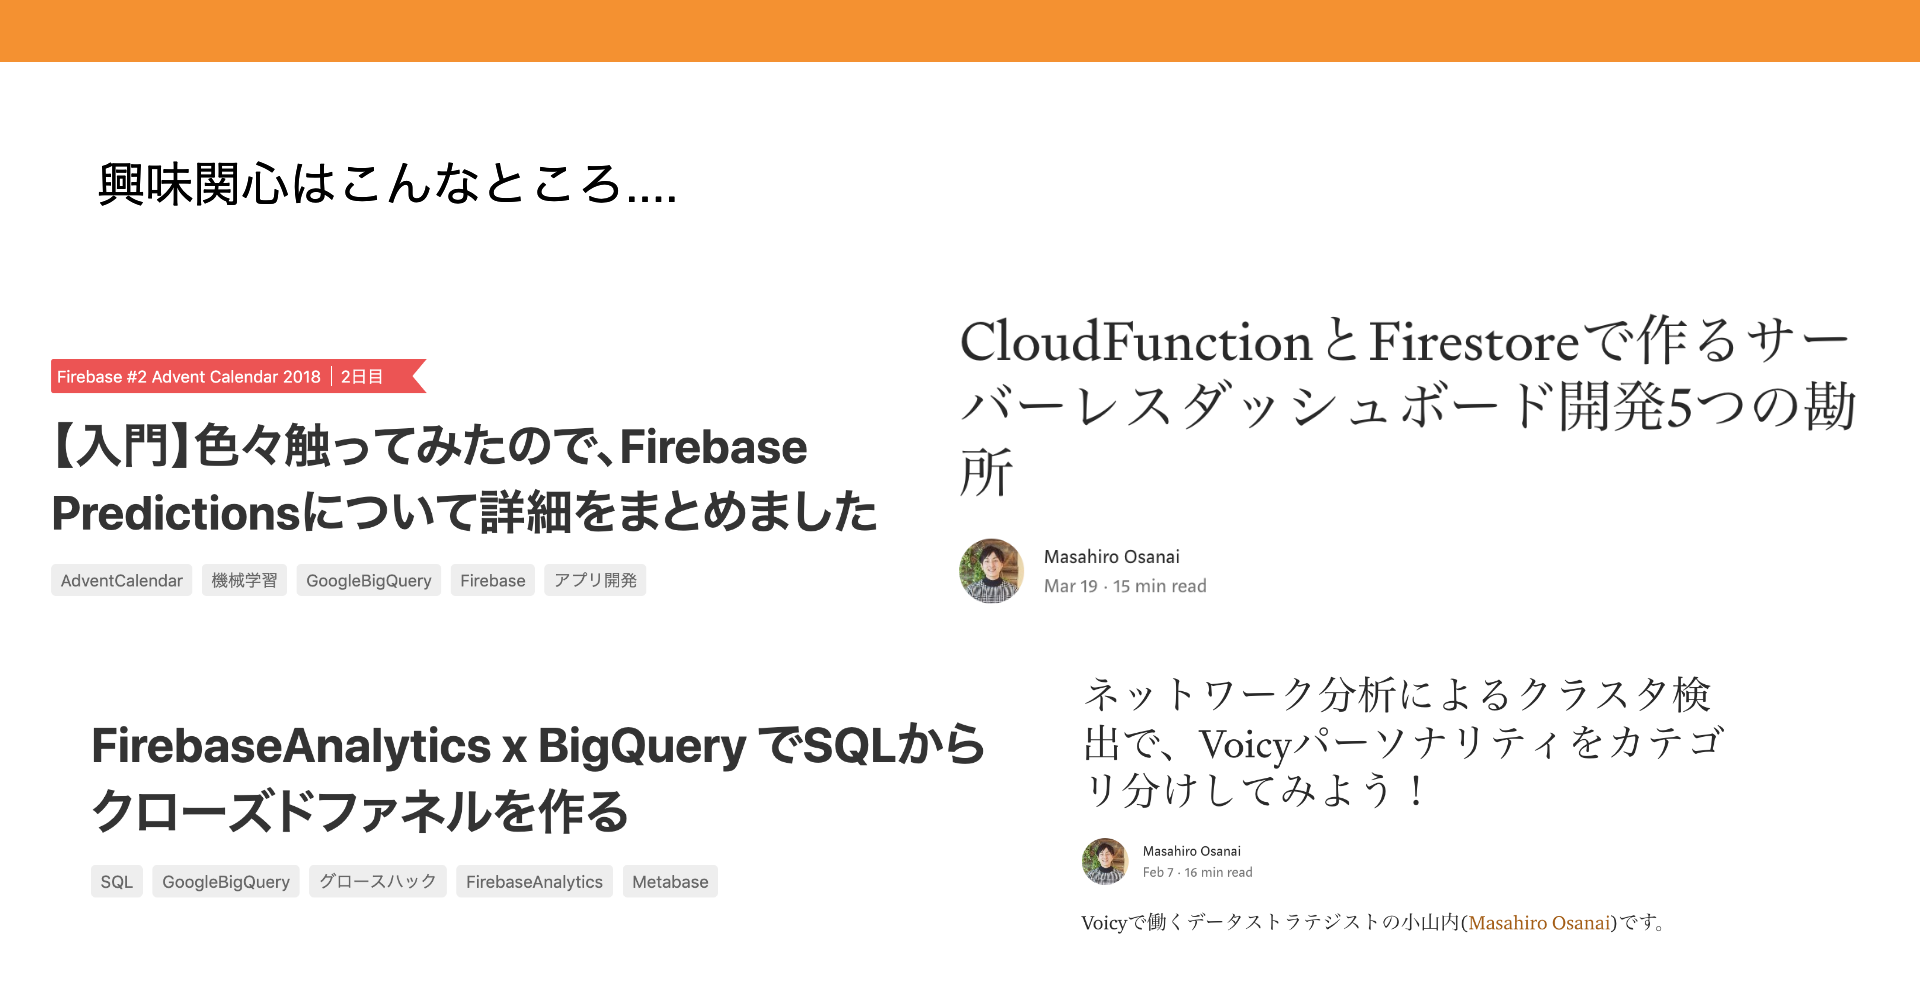 興味関心はこんなところ....
Firebase #2 Advent Calendar 2018 | 2日目
【入門】色々触ってみたので、Firebase
Predictionsについて詳細をまとめました
AdventCalendar 機械学習 GoogleBigQuery Firebase アプリ開発
CloudFunctionとFirestoreで作るサー
バーレスダッシュボード開発5つの勘
所
Masahiro Osanai
Mar 19 · 15 min read
FirebaseAnalytics x BigQuery でSQLから
クローズドファネルを作る
SQL GoogleBigQuery グロースハック FirebaseAnalytics Metabase
ネットワーク分析によるクラスタ検
出で、Voicyパーソナリティをカテゴ
リ分けしてみよう！
Masahiro Osanai
Feb 7 · 16 min read
Voicyで働くデータストラテジストの小山内(Masahiro Osanai)です。